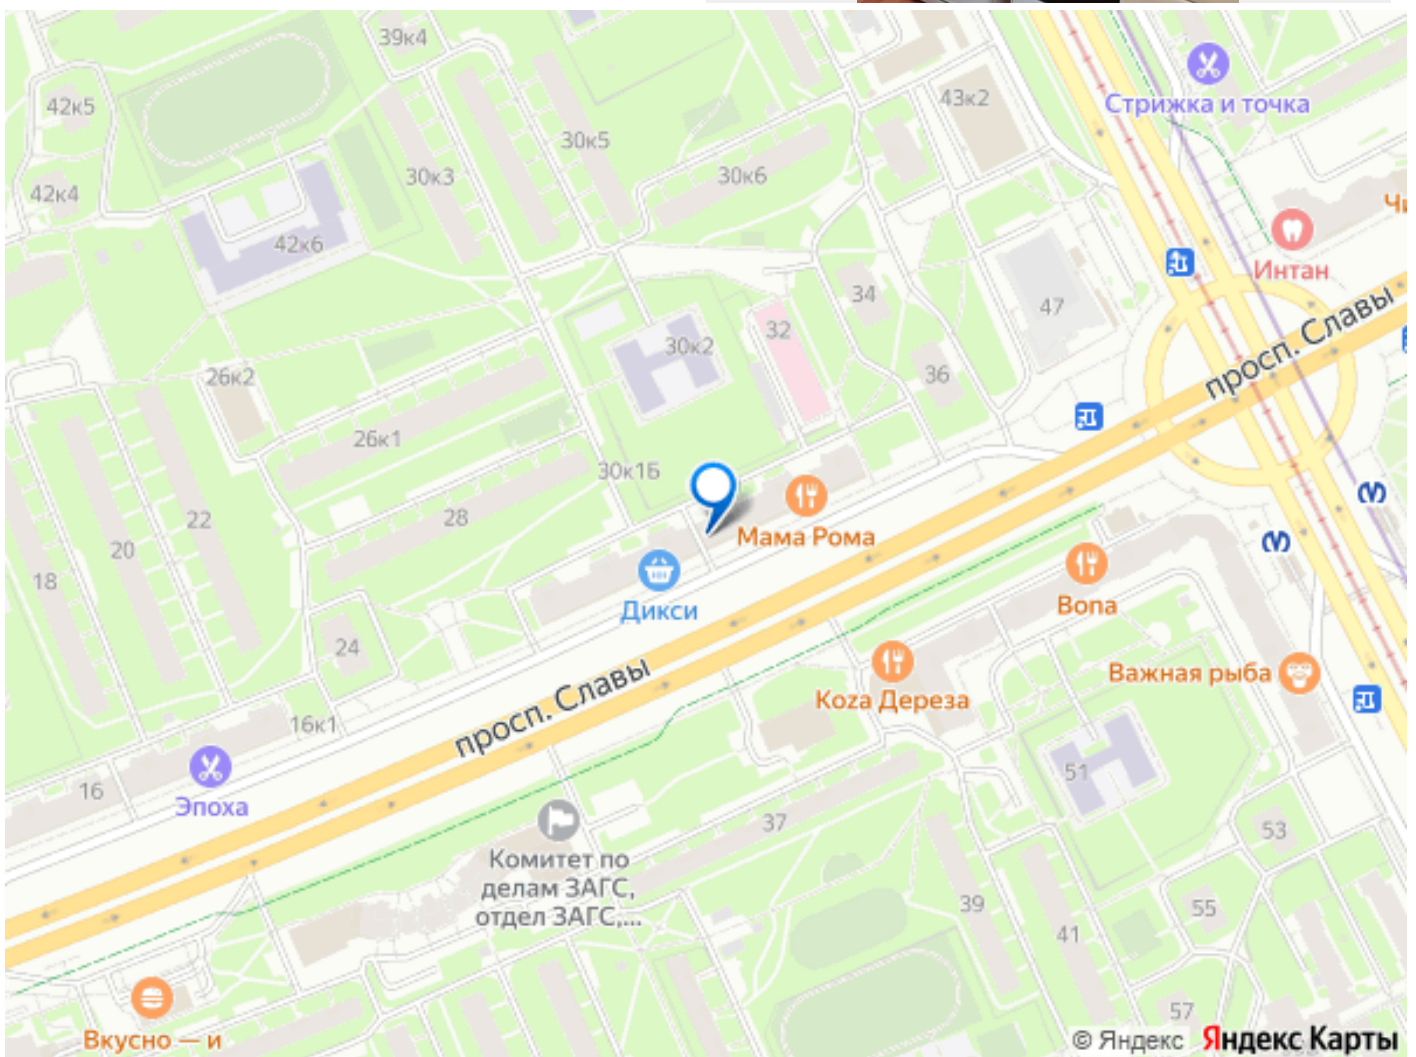 39к4
42к5
43к2
Стрижка и точка
30к5
30к3
30к6
42к4
Чи
42к6
Интан
34
47
32
30к2
просп. Славы
26к2
36
26к1
30к1Б
28
22
Мама Рома
20
18
Дикси
Bona
24
Важная рыба
Koza Дереза
просп. Славы
16к1
51
16
Эпоха
37
53
Комитет по
делам ЗАГС,
отдел ЗАГС,...
39
55
41
57
Вкусно — и
© Яндекс Яндекс Карты